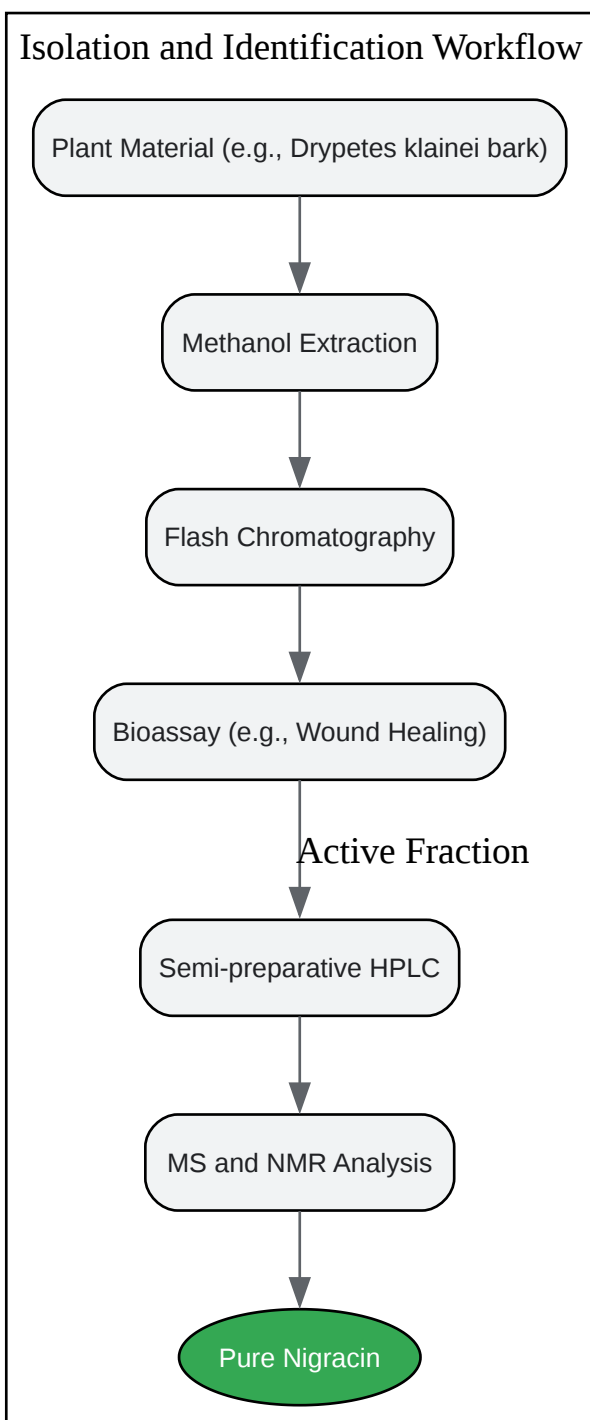 Isolation and Identification Workflow
Plant Material (e.g., Drypetes klainei bark)
Methanol Extraction
Flash Chromatography
Bioassay (e.g., Wound Healing)
Active Fraction
Semi-preparative HPLC
MS and NMR Analysis
Pure Nigracin